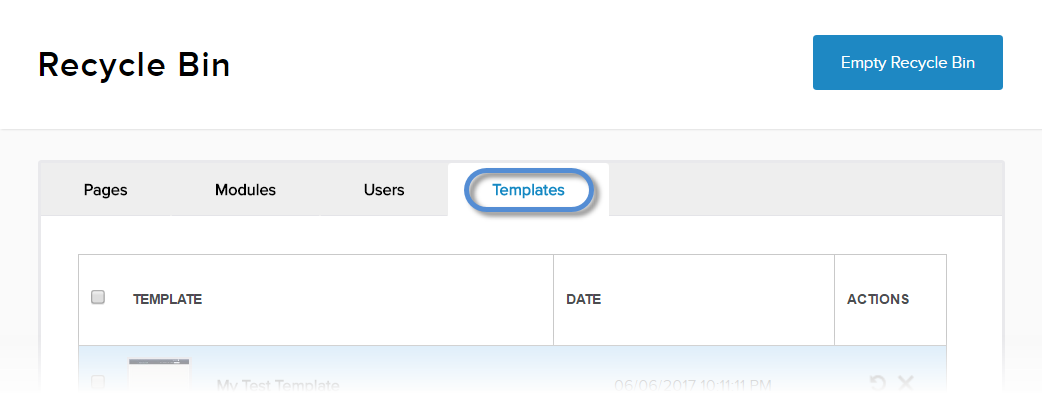 Recycle Bin
Empty Recycle Bin
Pages Modules Users Templates
TEMPLATE DATE ACTIONS
My Test Template 06/06/2017 10:11:11 PM